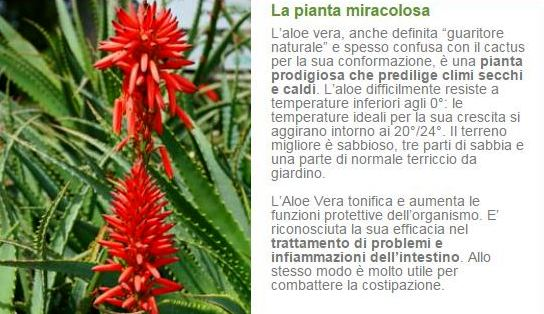 La pianta miracolosa
L'aloe vera, anche definita "guaritore
naturale" e spesso confusa con il cactus
per la sua conformazione, è una pianta
prodigiosa che predilige climi secchi
e caldi. L'aloe difficilmente resiste a
temperature inferiori agli 0°: le
temperature ideali per la sua crescita si
aggirano intorno ai 20°/24°. Il terreno
migliore è sabbioso, tre parti di sabbia e
una parte di normale terriccio da
giardino.
L'Aloe Vera tonifica e aumenta le
funzioni protettive dell'organismo. E'
riconosciuta la sua efficacia nel
trattamento di problemi e
infiammazioni dell'intestino. Allo
stesso modo è molto utile per
combattere la costipazione.